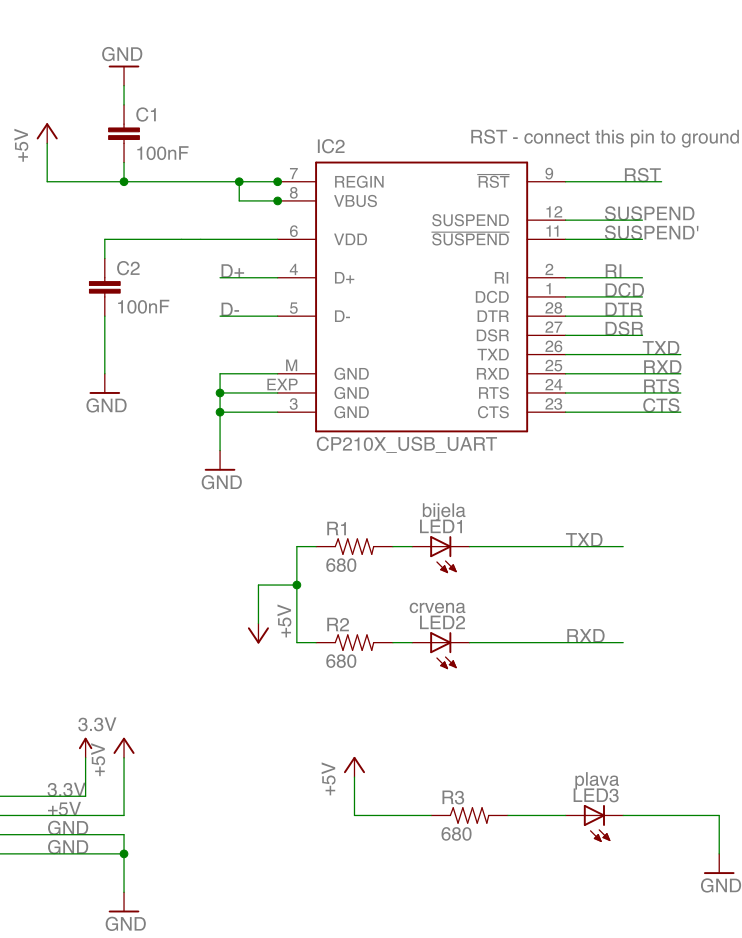 GND
C1
+5V
100nF
IC2
RST - connect this pin to ground
7
REGIN
RST
9
RST
8
VBUS
SUSPEND
12
SUSPEND
6
VDD
SUSPEND
11
SUSPEND'
C2
100nF
D+
4
D+
RI
2
RI
DCD
1
DCD
D-
5
D-
DTR
28
DTR
DSR
27
DSR
TXD
26
TXD
M
GND
RXD
25
RXD
EXP
GND
RTS
24
RTS
3
GND
CTS
23
CTS
GND
CP210X_USB_UART
GND
bijela
R1
LED1
TXD
680
+5V
crvena
R2
LED2
RXD
680
3.3V
+5V
3.3V
+5V
GND
GND
GND
+5V
plava
R3
LED3
680
GND